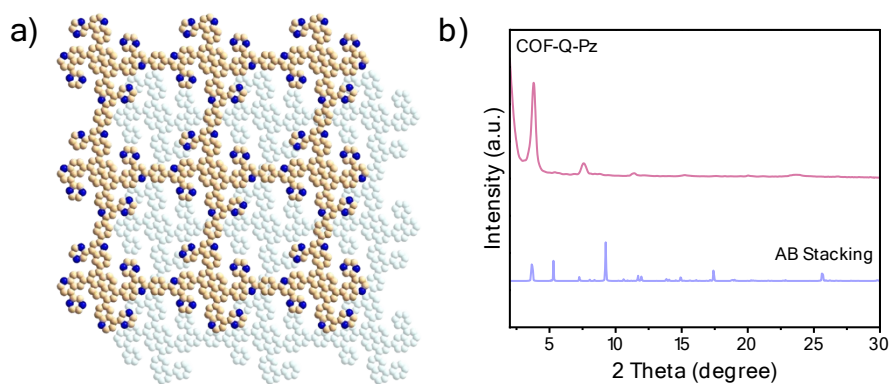 a)
b)
COF-Q-Pz
Intensity (a.u.)
AB Stacking
5 10 15 20 25 30
2 Theta (degree)